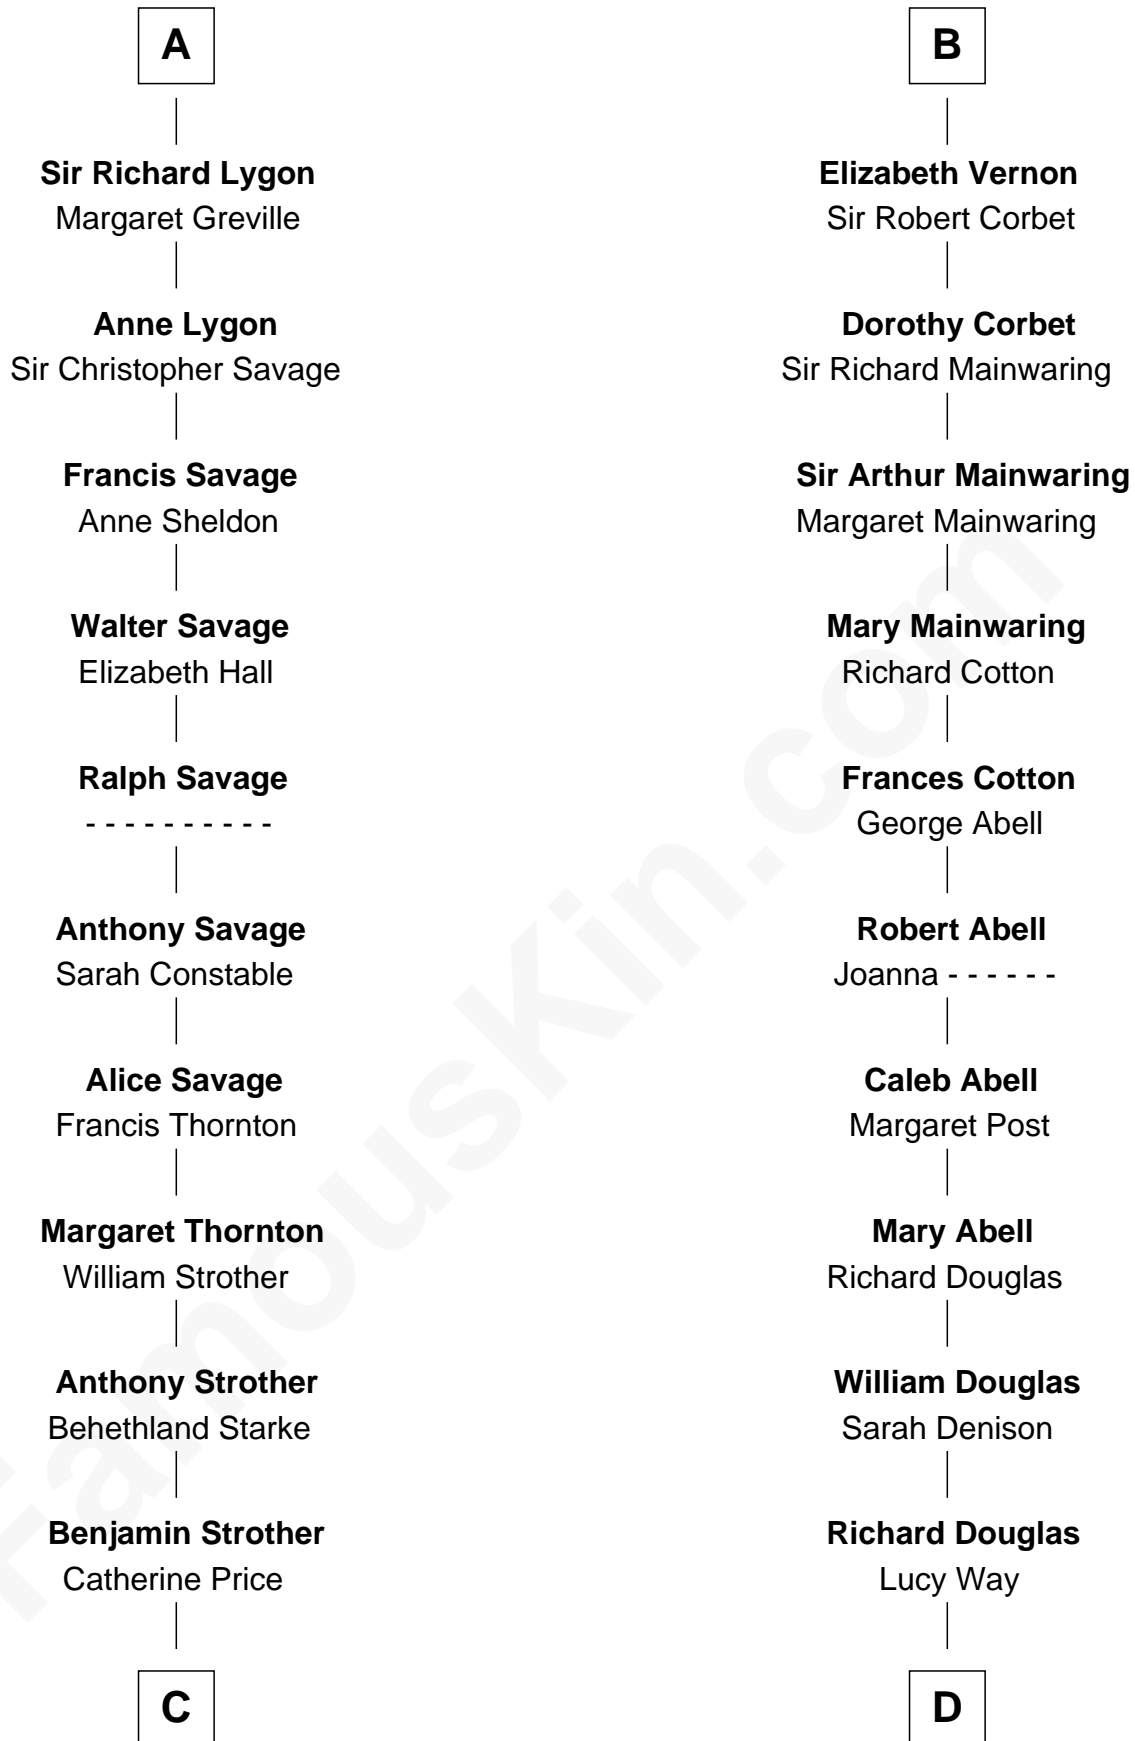 A
Sir Richard Lygon
Margaret Greville
Anne Lygon
Sir Christopher Savage
Francis Savage
Anne Sheldon
Walter Savage
Elizabeth Hall
Ralph Savage
- - - - - - - - - -
Anthony Savage
Sarah Constable
Alice Savage
Francis Thornton
Margaret Thornton
William Strother
Anthony Strother
Behethland Starke
Benjamin Strother
Catherine Price
C
B
Elizabeth Vernon
Sir Robert Corbet
Dorothy Corbet
Sir Richard Mainwaring
Sir Arthur Mainwaring
Margaret Mainwaring
Mary Mainwaring
Richard Cotton
Frances Cotton
George Abell
Robert Abell
Joanna - - - - - -
Caleb Abell
Margaret Post
Mary Abell
Richard Douglas
William Douglas
Sarah Denison
Richard Douglas
Lucy Way
D
FamousKin.com